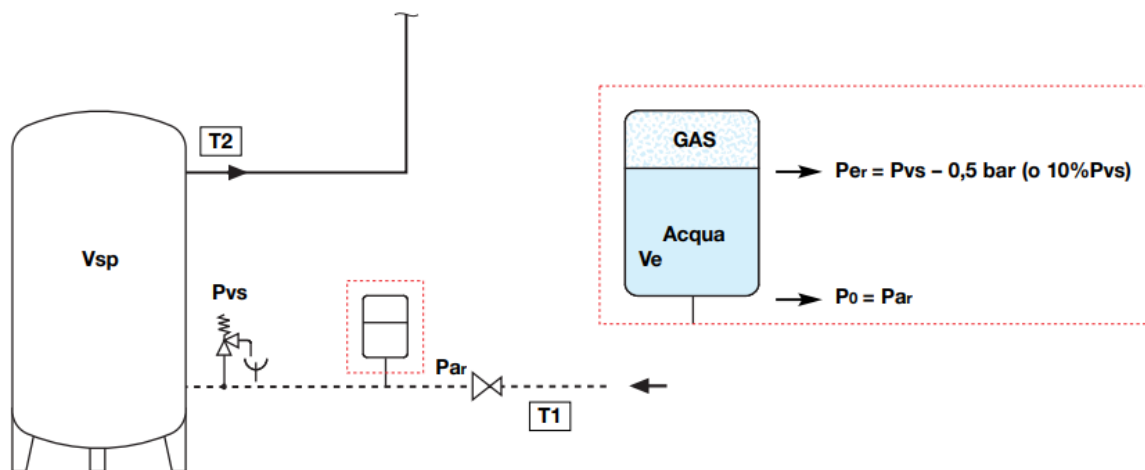 T2
GAS
Per = Pvs – 0,5 bar (o 10%Pvs)
Vsp
Acqua
Ve
Pvs
P0 = Par
Par
T1